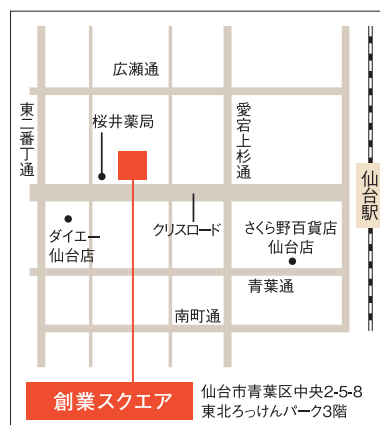 広瀬通
東二番丁通
桜井薬局
愛宕上杉通
仙台駅
クリスロード
ダイエー
仙台店
さくら野百貨店
仙台店
青葉通
南町通
創業スクエア
仙台市青葉区中央2-5-8
東北ろっけんパーク3階